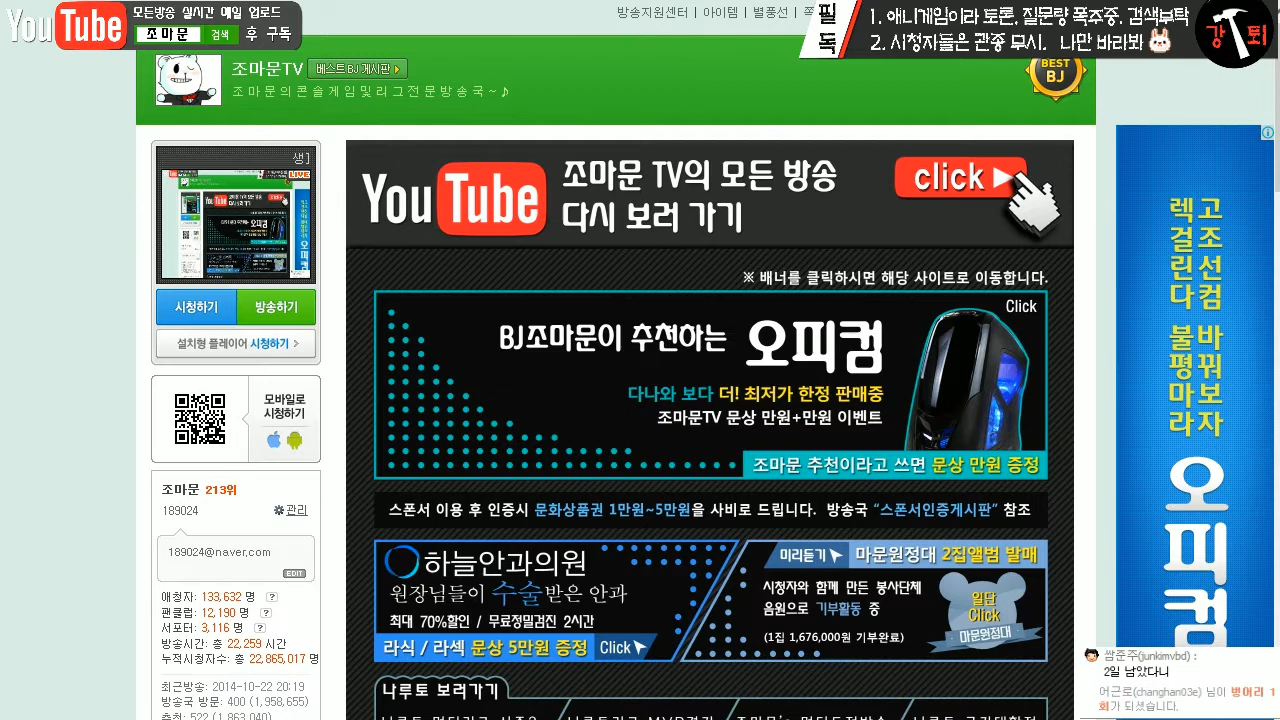 YouTube
모든방송 실시간 매일 업로드
조마문 검색 후 구독
방송지원센터 | 아이템 | 별풍선 |
필독
1. 애니게임이라 토론, 질문량 폭주중. 검색부탁
2. 시청자들은 관중 무시. 나만 바라봐
강퇴
조마문TV
베스트BJ 게시판
조마문의콘솔게임및리그전문방송국~♪
BEST
BJ
LIVE
시청하기
방송하기
설치형 플레이어 시청하기 >
모바일로
시청하기
조마문 213위
189024
관리
189024@naver.com
EDIT
애청자: 133,632 명
팬클럽: 12,190 명
서포터: 3,116 명
방송시간: 총 22,259 시간
누적시청자수: 총 22,865,017 명
최근방송: 2014-10-22 20:19
방송국 방문: 400 (1,958,655)
추천: 522 (1,863,040)
YouTube
조마문 TV의 모든 방송
다시 보러 가기
click
※ 배너를 클릭하시면 해당 사이트로 이동합니다.
Click
BJ조마문이 추천하는 오피컴
다나와 보다 더! 최저가 한정 판매중
조마문TV 문상 만원+만원 이벤트
조마문 추천이라고 쓰면 문상 만원 증정
스폰서 이용 후 인증시 문화상품권 1만원~5만원을 사비로 드립니다. 방송국 “스폰서인증게시판” 참조
하늘안과의원
원장님들이 수술받은 안과
최대 70%할인 / 무료정밀검진 2시간
라식 / 라섹 문상 5만원 증정
Click
미리듣기
마문원정대 2집앨범 발매
시청자와 함께 만든 봉사단체
음원으로 기부활동 중
(1집 1,676,000원 기부완료)
일단
Click
마문원정대
나루토 보러가기
고조선컴
렉걸린다
바꿔보자
불평마라
오피컴
쌈준주(junkimvbd) :
2일 남았다니
어근로(changhan03e) 님이 벙어리 1
회가 되셨습니다.